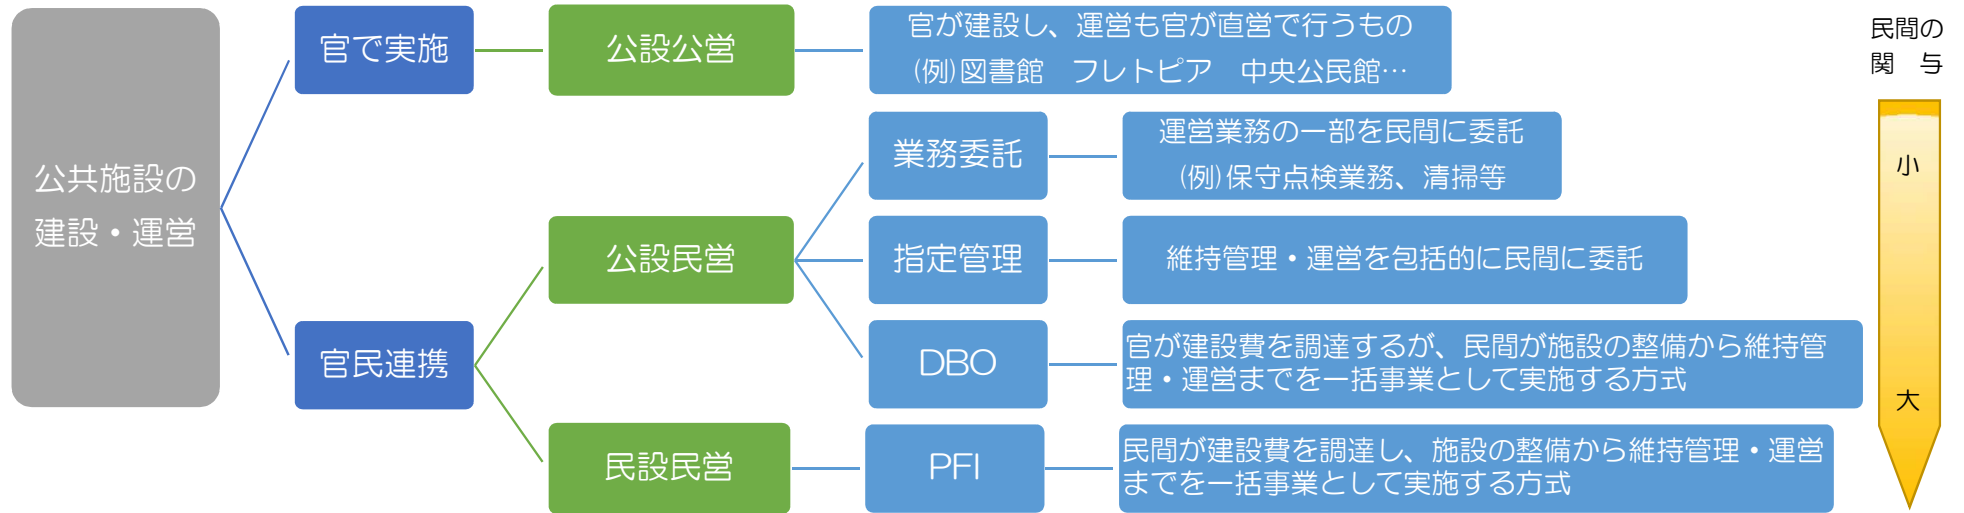 公共施設の
建設・運営
官で実施
公設公営
官が建設し、運営も官が直営で行うもの
(例)図書館　フレトピア　中央公民館…
官民連携
公設民営
業務委託
運営業務の一部を民間に委託
(例)保守点検業務、清掃等
指定管理
維持管理・運営を包括的に民間に委託
DBO
官が建設費を調達するが、民間が施設の整備から維持管
理・運営までを一括事業として実施する方式
民設民営
PFI
民間が建設費を調達し、施設の整備から維持管理・運営
までを一括事業として実施する方式
民間の
関　与
小
大